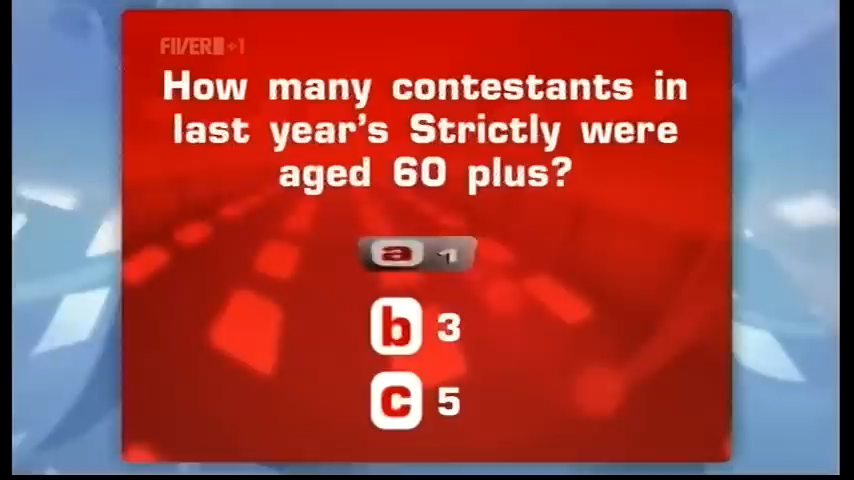 FIVER +1
How many contestants in
last year's Strictly were
aged 60 plus?
a 1
b 3
c 5